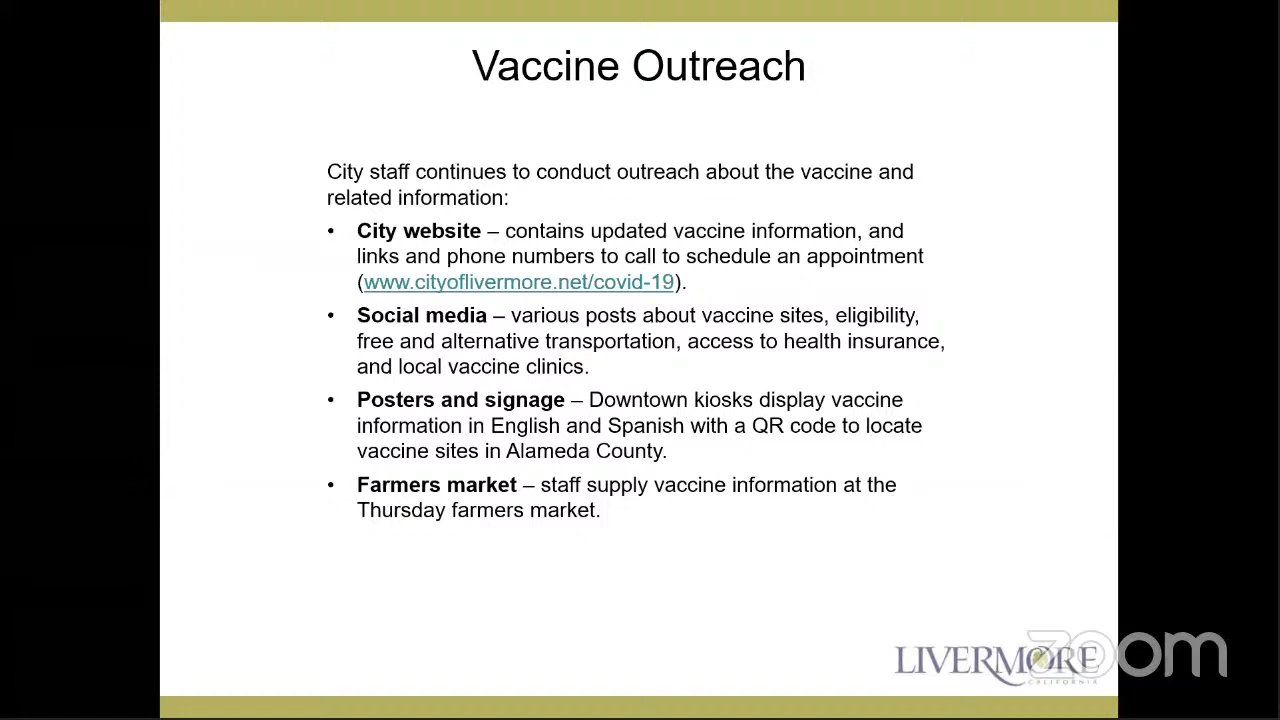 Vaccine Outreach
City staff continues to conduct outreach about the vaccine and
related information:
• City website – contains updated vaccine information, and
links and phone numbers to call to schedule an appointment
(www.cityoflivermore.net/covid-19).
• Social media – various posts about vaccine sites, eligibility,
free and alternative transportation, access to health insurance,
and local vaccine clinics.
• Posters and signage – Downtown kiosks display vaccine
information in English and Spanish with a QR code to locate
vaccine sites in Alameda County.
• Farmers market – staff supply vaccine information at the
Thursday farmers market.
LIVERMORE
CALIFORNIA
zoom